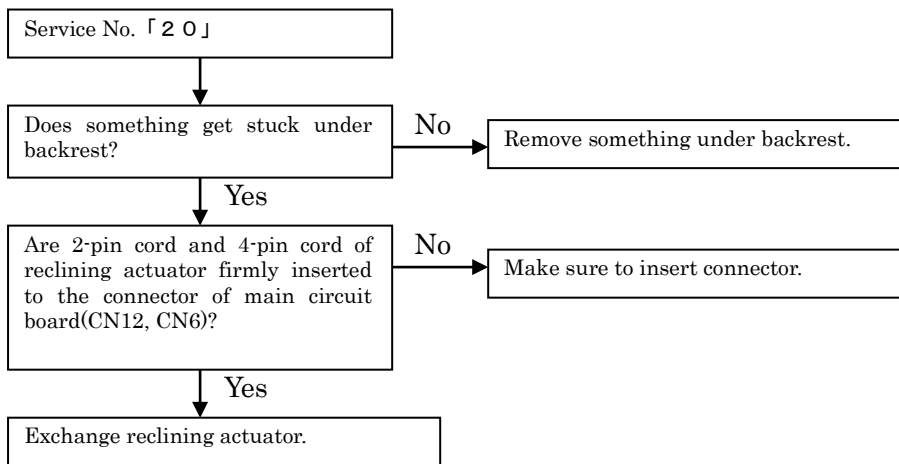 Service No.「２０」
Does something get stuck under
backrest?
No
Remove something under backrest.
Yes
Are 2-pin cord and 4-pin cord of
reclining actuator firmly inserted
to the connector of main circuit
board(CN12, CN6)?
No
Make sure to insert connector.
Yes
Exchange reclining actuator.